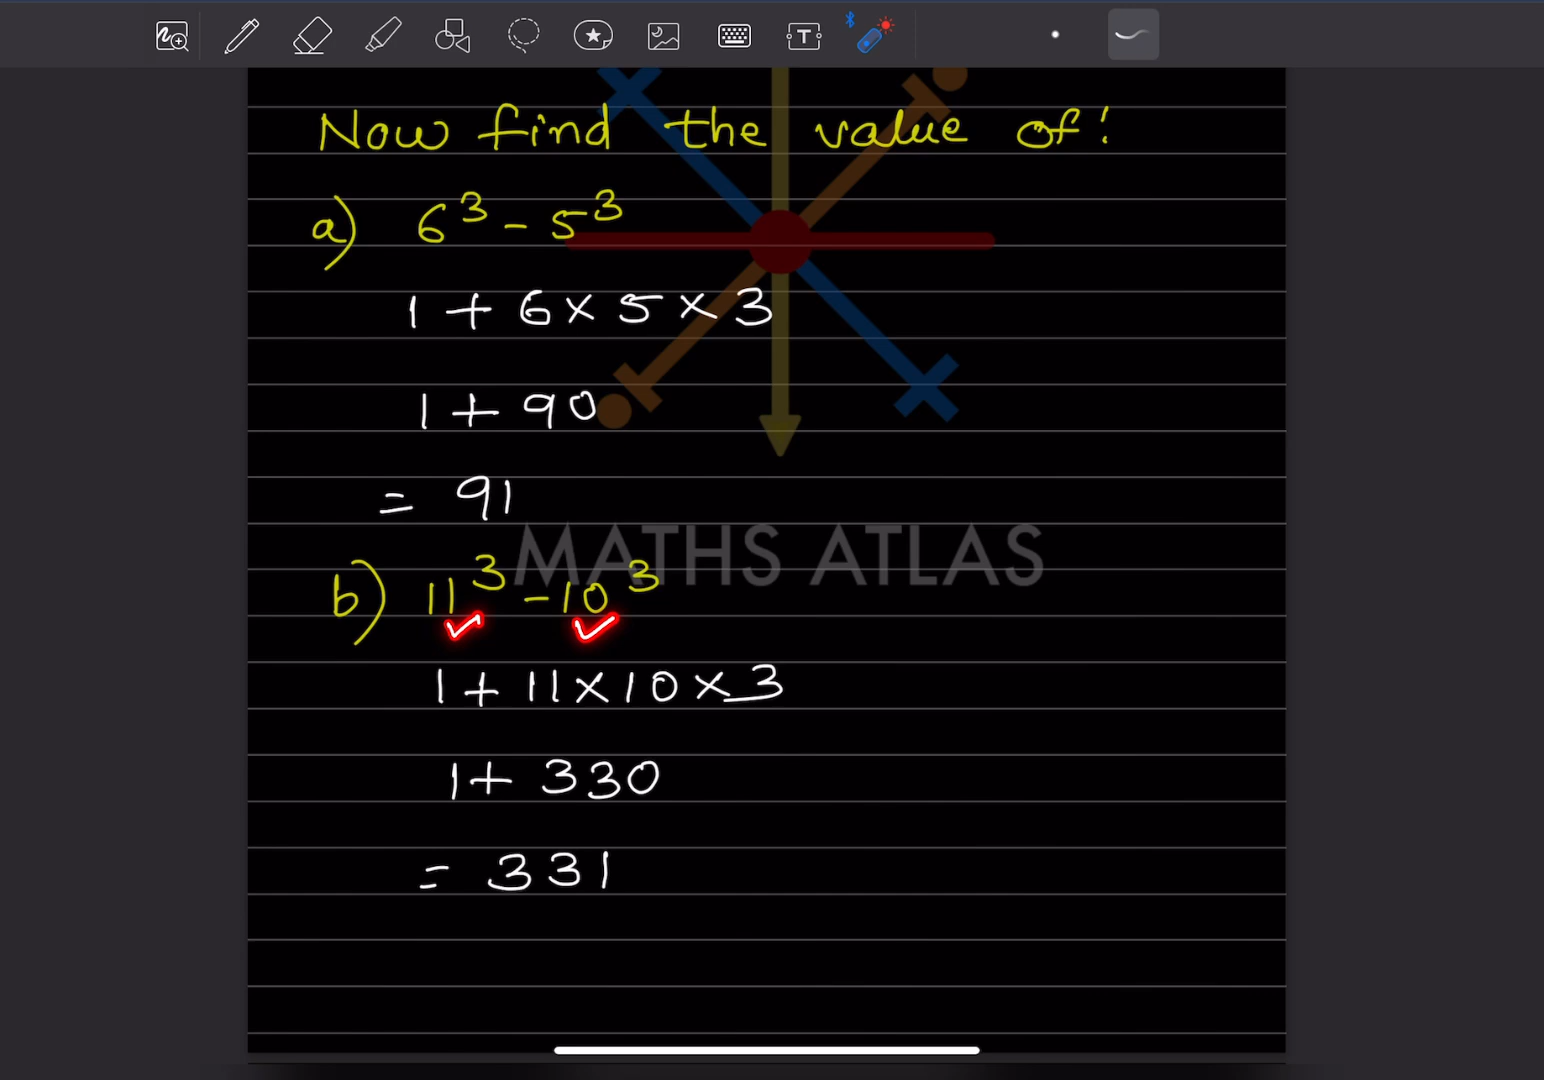 Now find the value of!
a) 6³ - 5³
1 + 6 × 5 × 3
1 + 90
= 91
MATHS ATLAS
b) 11³ - 10³
1 + 11 × 10 × 3
1 + 330
= 331